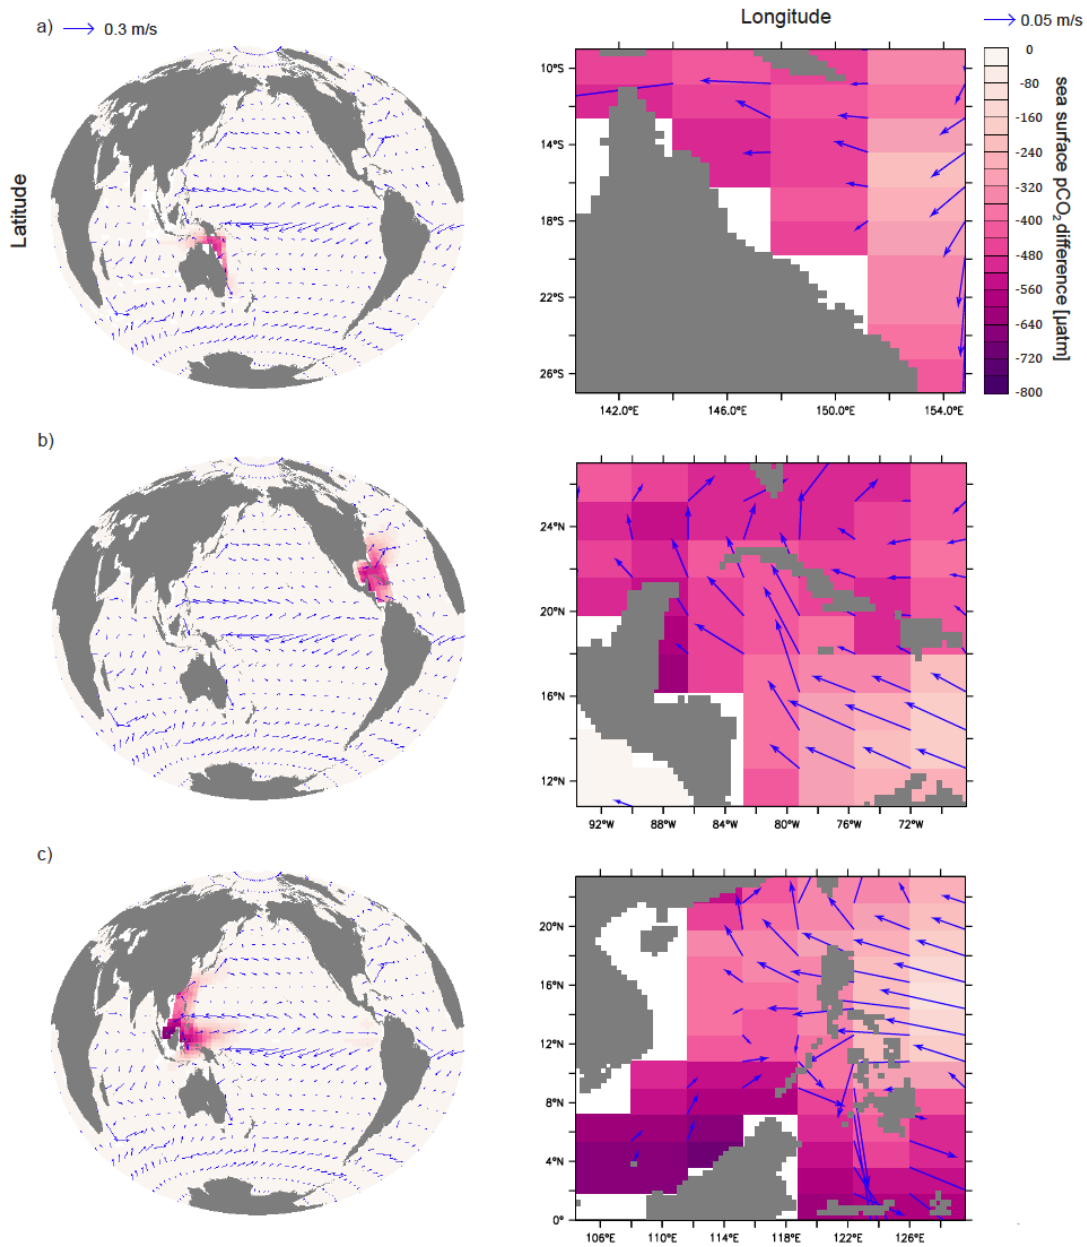 a)
0.3 m/s
Longitude
0.05 m/s
Latitude
10°S
14°S
18°S
22°S
26°S
142.0°E
146.0°E
150.0°E
154.0°E
0
-80
-160
-240
-320
-400
-480
-560
-640
-720
-800
sea surface pCO2 difference [µatm]
b)
24°N
20°N
16°N
12°N
92°W
88°W
84°W
80°W
76°W
72°W
c)
20°N
16°N
12°N
8°N
4°N
0°
106°E
110°E
114°E
118°E
122°E
126°E